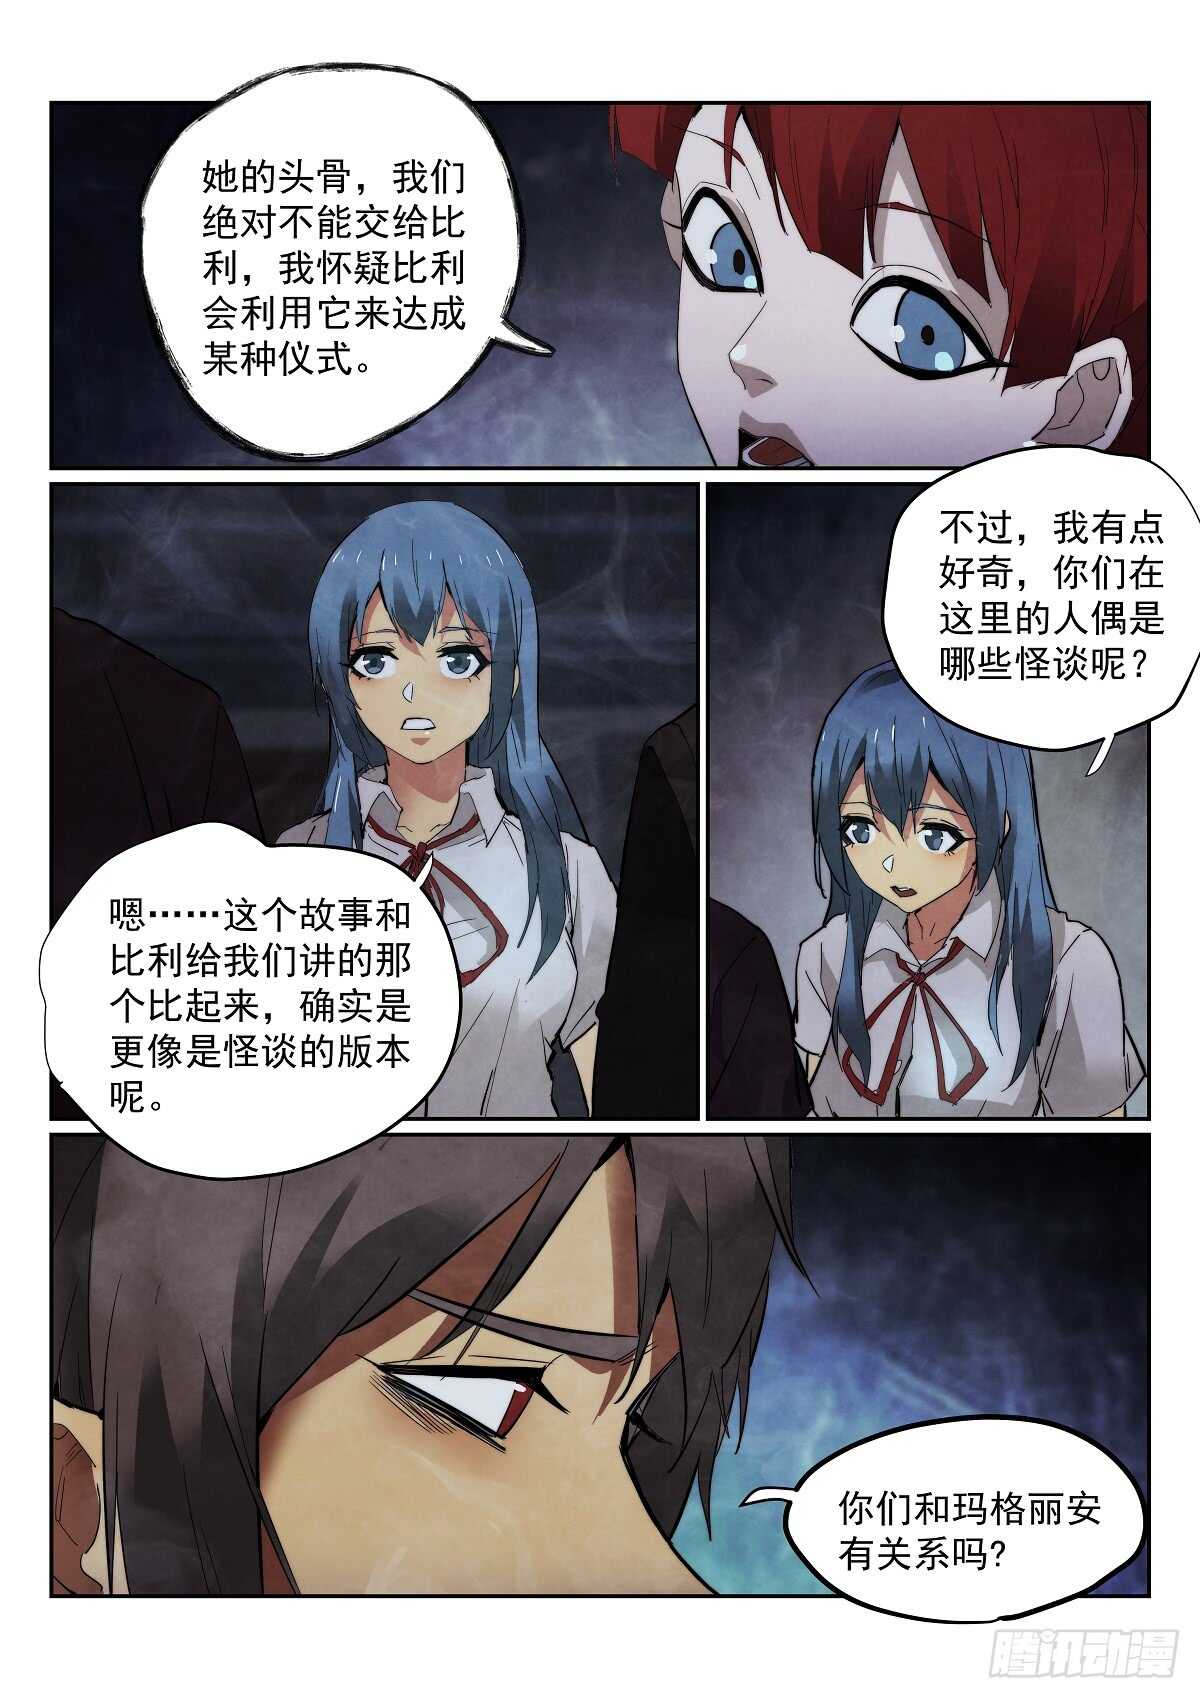 她的头骨，我们
绝对不能交给比
利，我怀疑比利
会利用它来达成
某种仪式。
嗯⋯⋯这个故事和
比利给我们讲的那
个比起来，确实是
更像是怪谈的版本
呢。
不过，我有点
好奇，你们在
这里的人偶是
哪些怪谈呢？
你们和玛格丽安
有关系吗?
腾讯动漫